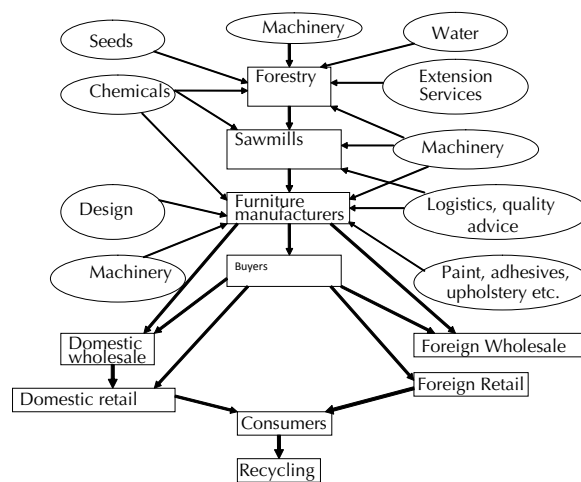 Machinery
Seeds
Water
Forestry
Extension
Services
Chemicals
Sawmills
Machinery
Furniture
manufacturers
Design
Logistics, quality
advice
Machinery
Buyers
Paint, adhesives,
upholstery etc.
Domestic
wholesale
Foreign Wholesale
Domestic retail
Foreign Retail
Consumers
Recycling